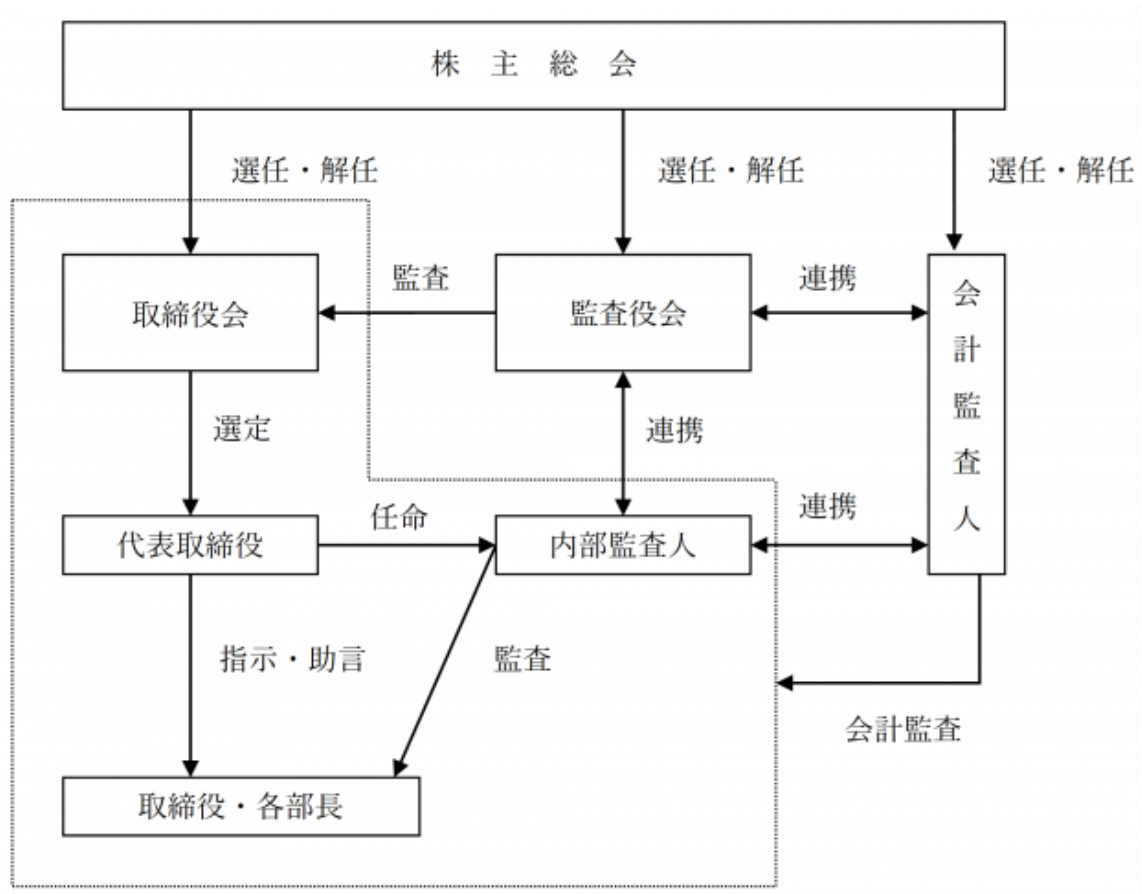 株 主 総 会
選任・解任
選任・解任
選任・解任
取締役会
監査
監査役会
連携
会計監査人
選定
連携
代表取締役
任命
内部監査人
連携
指示・助言
監査
会計監査
取締役・各部長